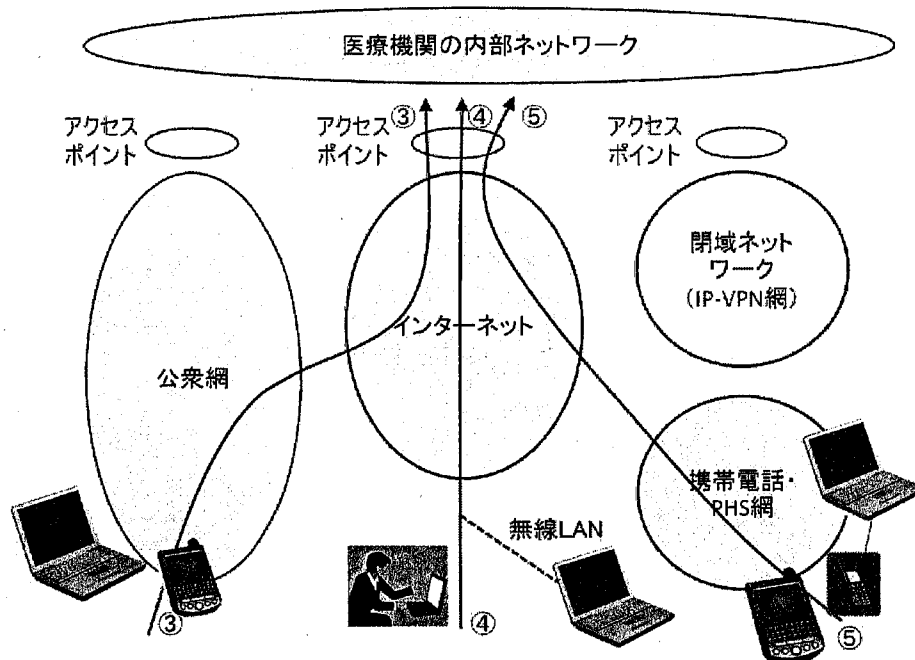 医療機関の内部ネットワーク
③
④
⑤
アクセス
ポイント
アクセス
ポイント
アクセス
ポイント
閉域ネット
ワーク
（IP-VPN網）
インターネット
公衆網
携帯電話・
PHS網
無線LAN
③
④
⑤